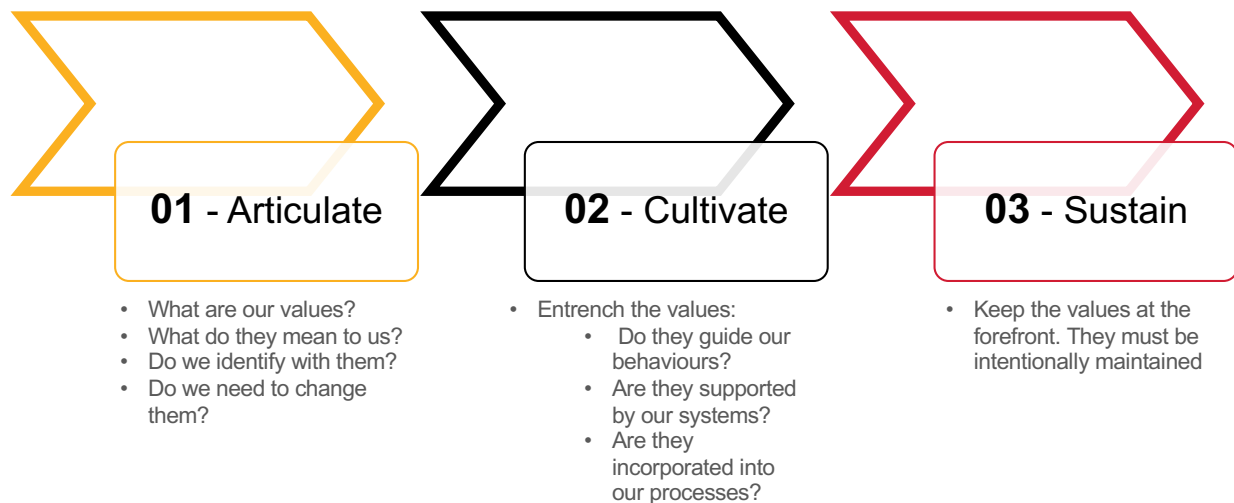 01 - Articulate
• What are our values?
• What do they mean to us?
• Do we identify with them?
• Do we need to change
them?
02 - Cultivate
• Entrench the values:
• Do they guide our
behaviours?
• Are they supported
by our systems?
• Are they
incorporated into
our processes?
03 - Sustain
• Keep the values at the
forefront. They must be
intentionally maintained